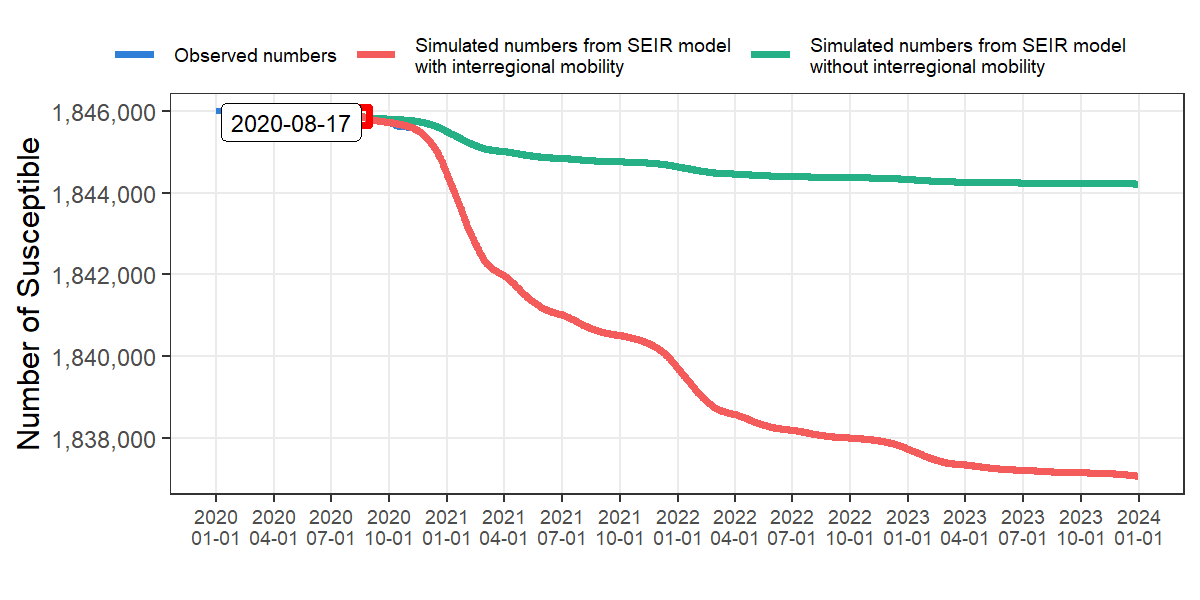 Observed numbers
Simulated numbers from SEIR model
with interregional mobility
Simulated numbers from SEIR model
without interregional mobility
Number of Susceptible
1,846,000
1,844,000
1,842,000
1,840,000
1,838,000
2020-08-17
2020 2020 2020 2020 2021 2021 2021 2021 2022 2022 2022 2022 2023 2023 2023 2023 2024
01-01 04-01 07-01 10-01 01-01 04-01 07-01 10-01 01-01 04-01 07-01 10-01 01-01 04-01 07-01 10-01 01-01